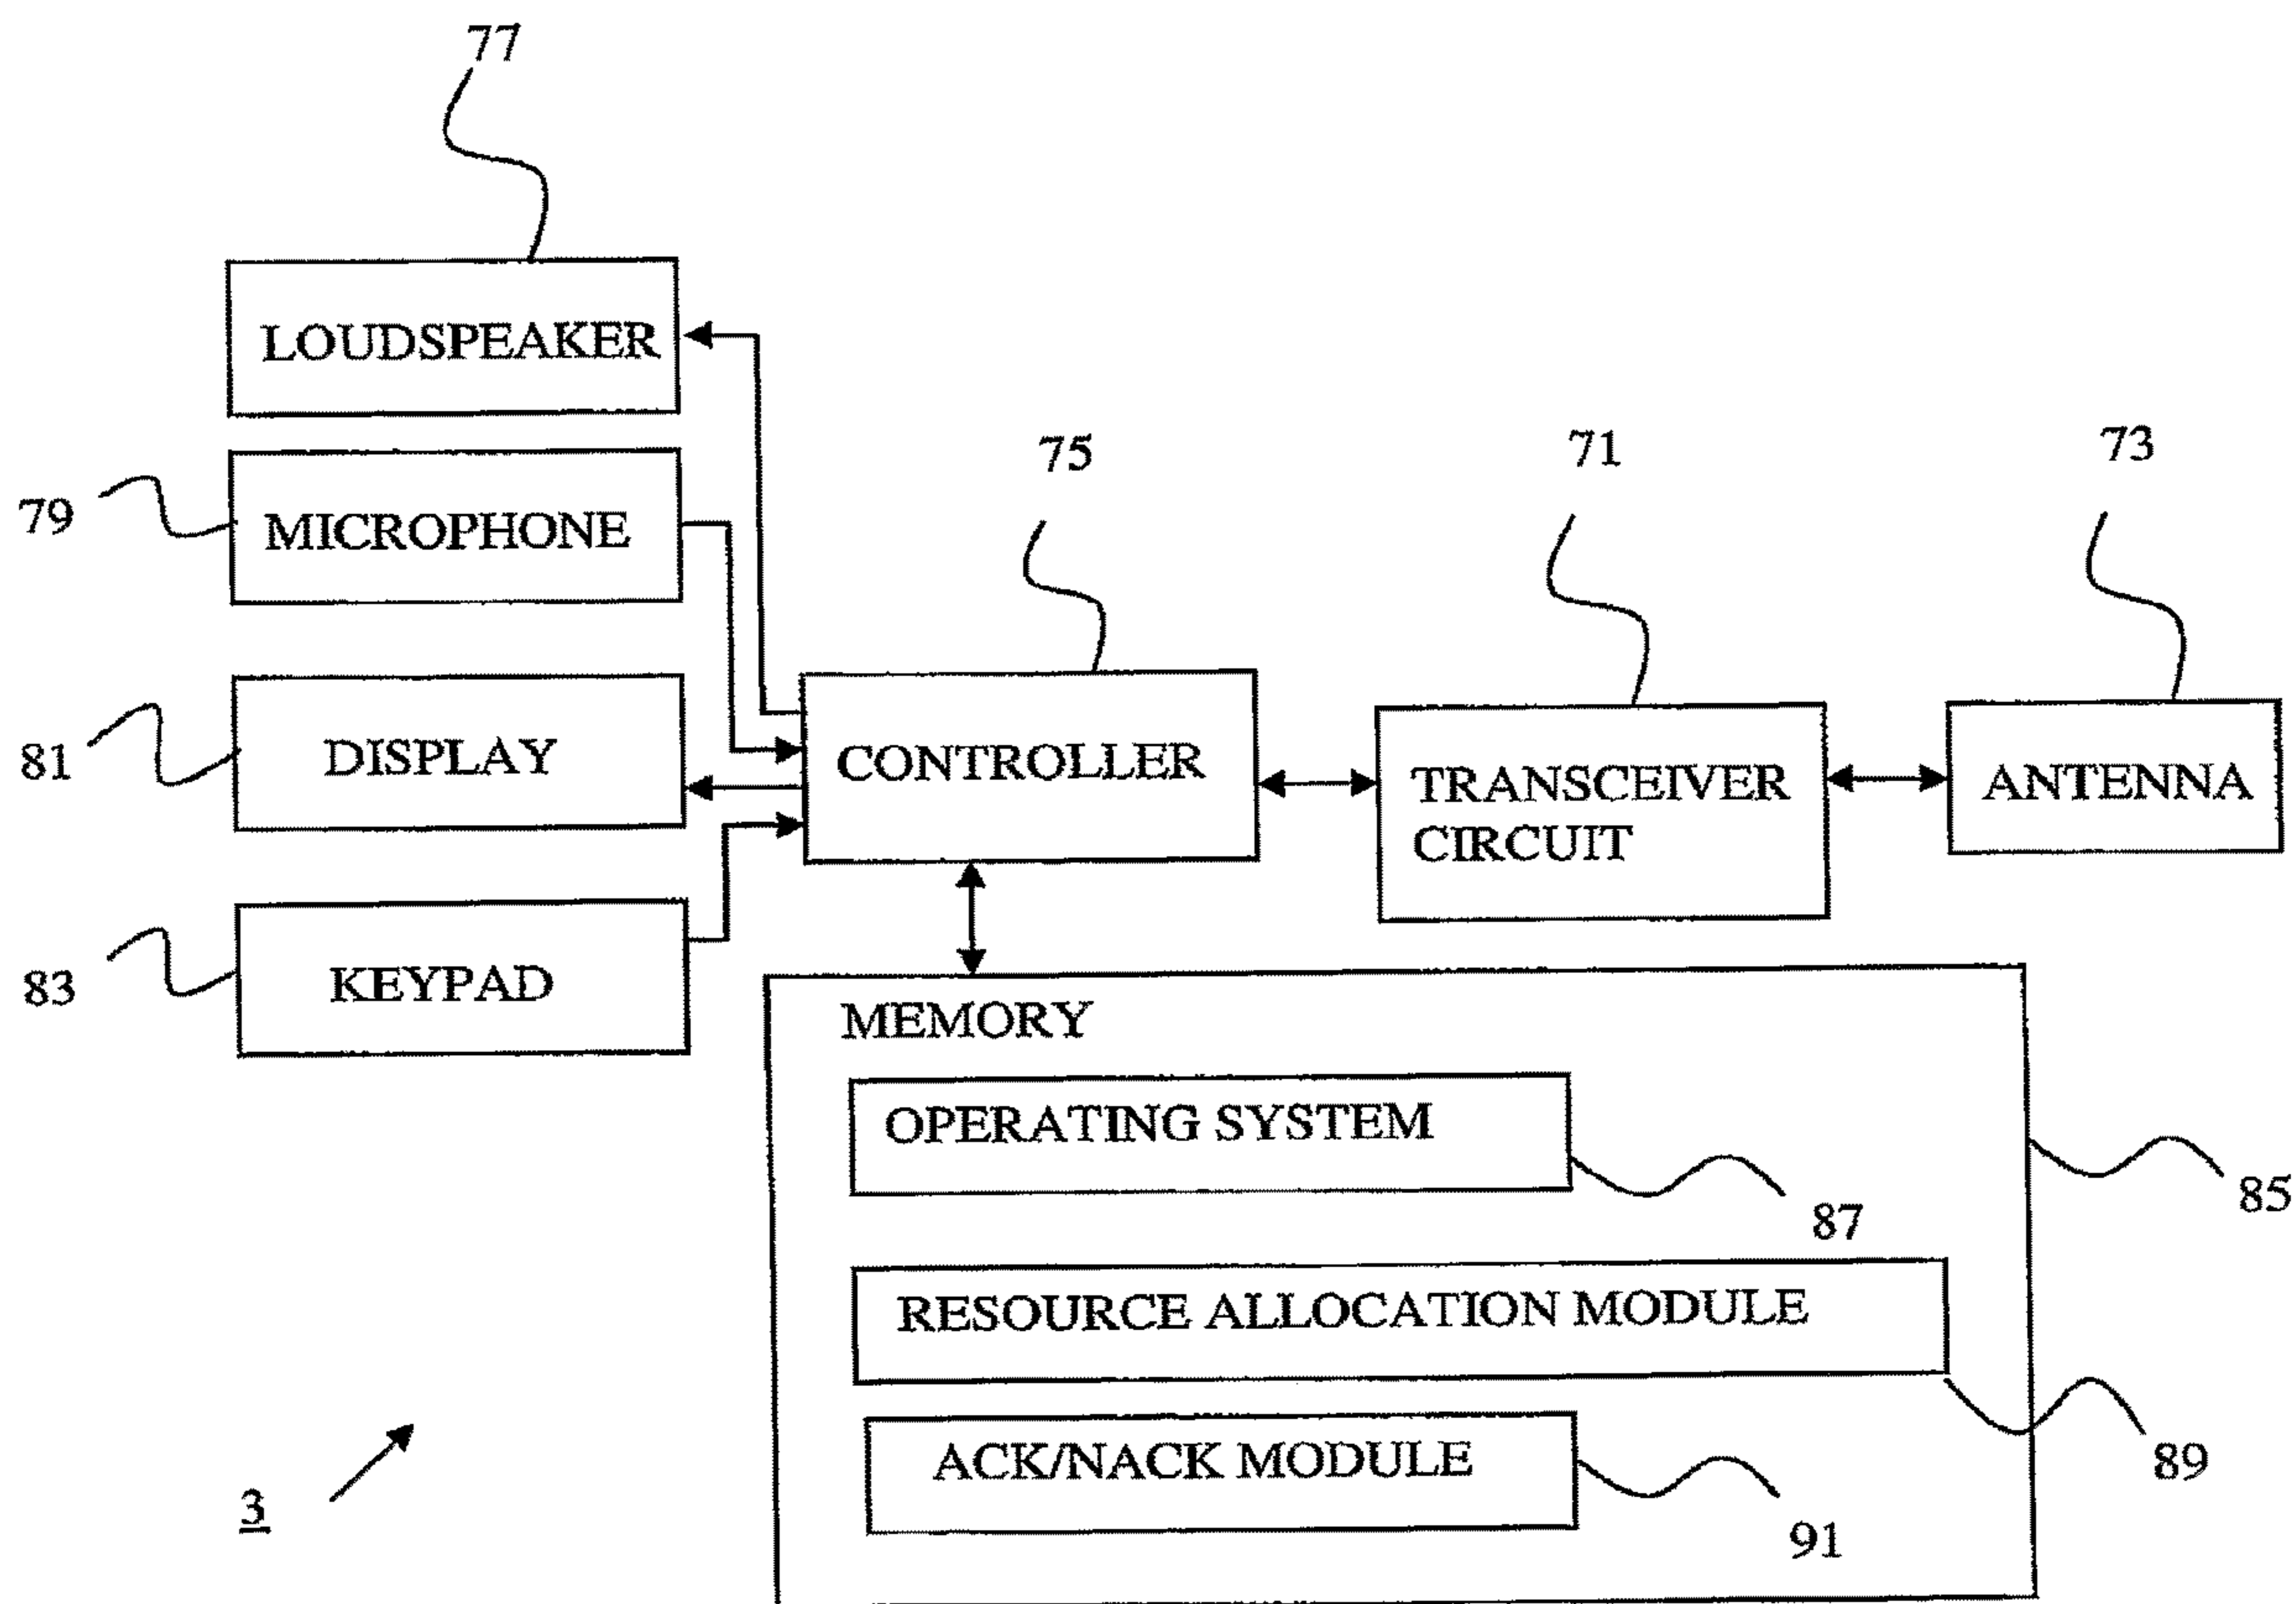 77
LOUDSPEAKER
75
71
73
79
MICROPHONE
81
DISPLAY
CONTROLLER
TRANSCEIVER
CIRCUIT
ANTENNA
83
KEYPAD
MEMORY
OPERATING SYSTEM
85
87
RESOURCE ALLOCATION MODULE
ACK/NACK MODULE
89
3
91